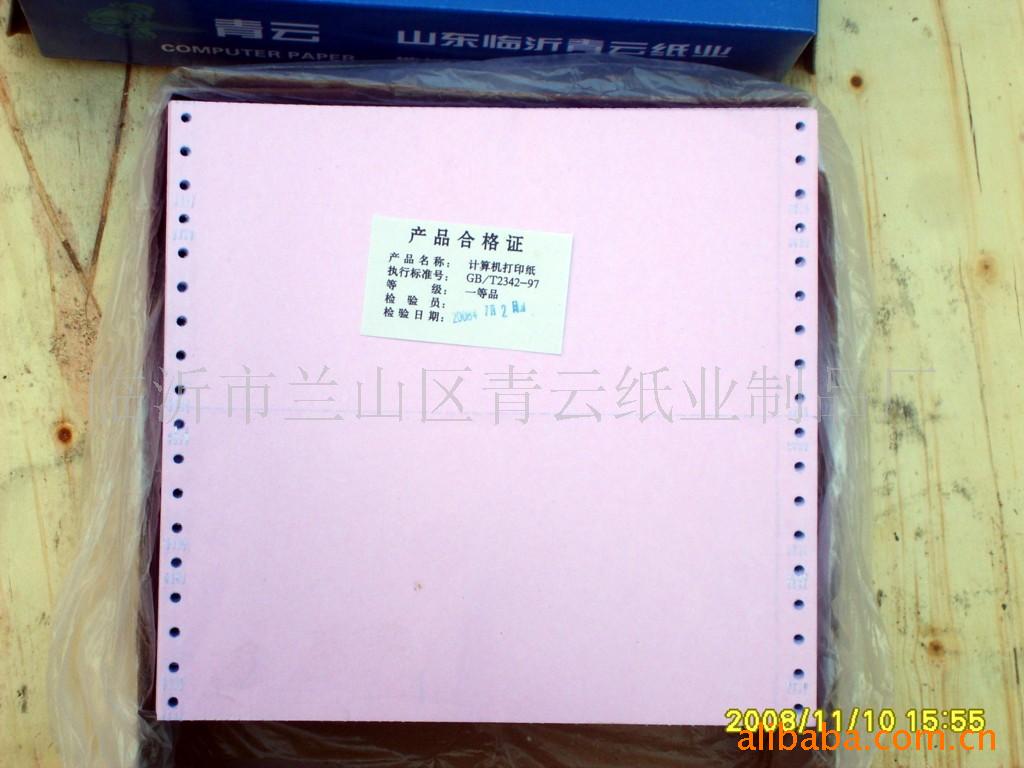 青云 山东临沂青云纸业
COMPUTER PAPER
产品合格证
产品名称： 计算机打印纸
执行标准号： GB/T2342-97
等 级： 一等品
检 验 员：
检验日期：
临沂市兰山区青云纸业制品厂
2008/11/10 15:55
alibaba.com.cn